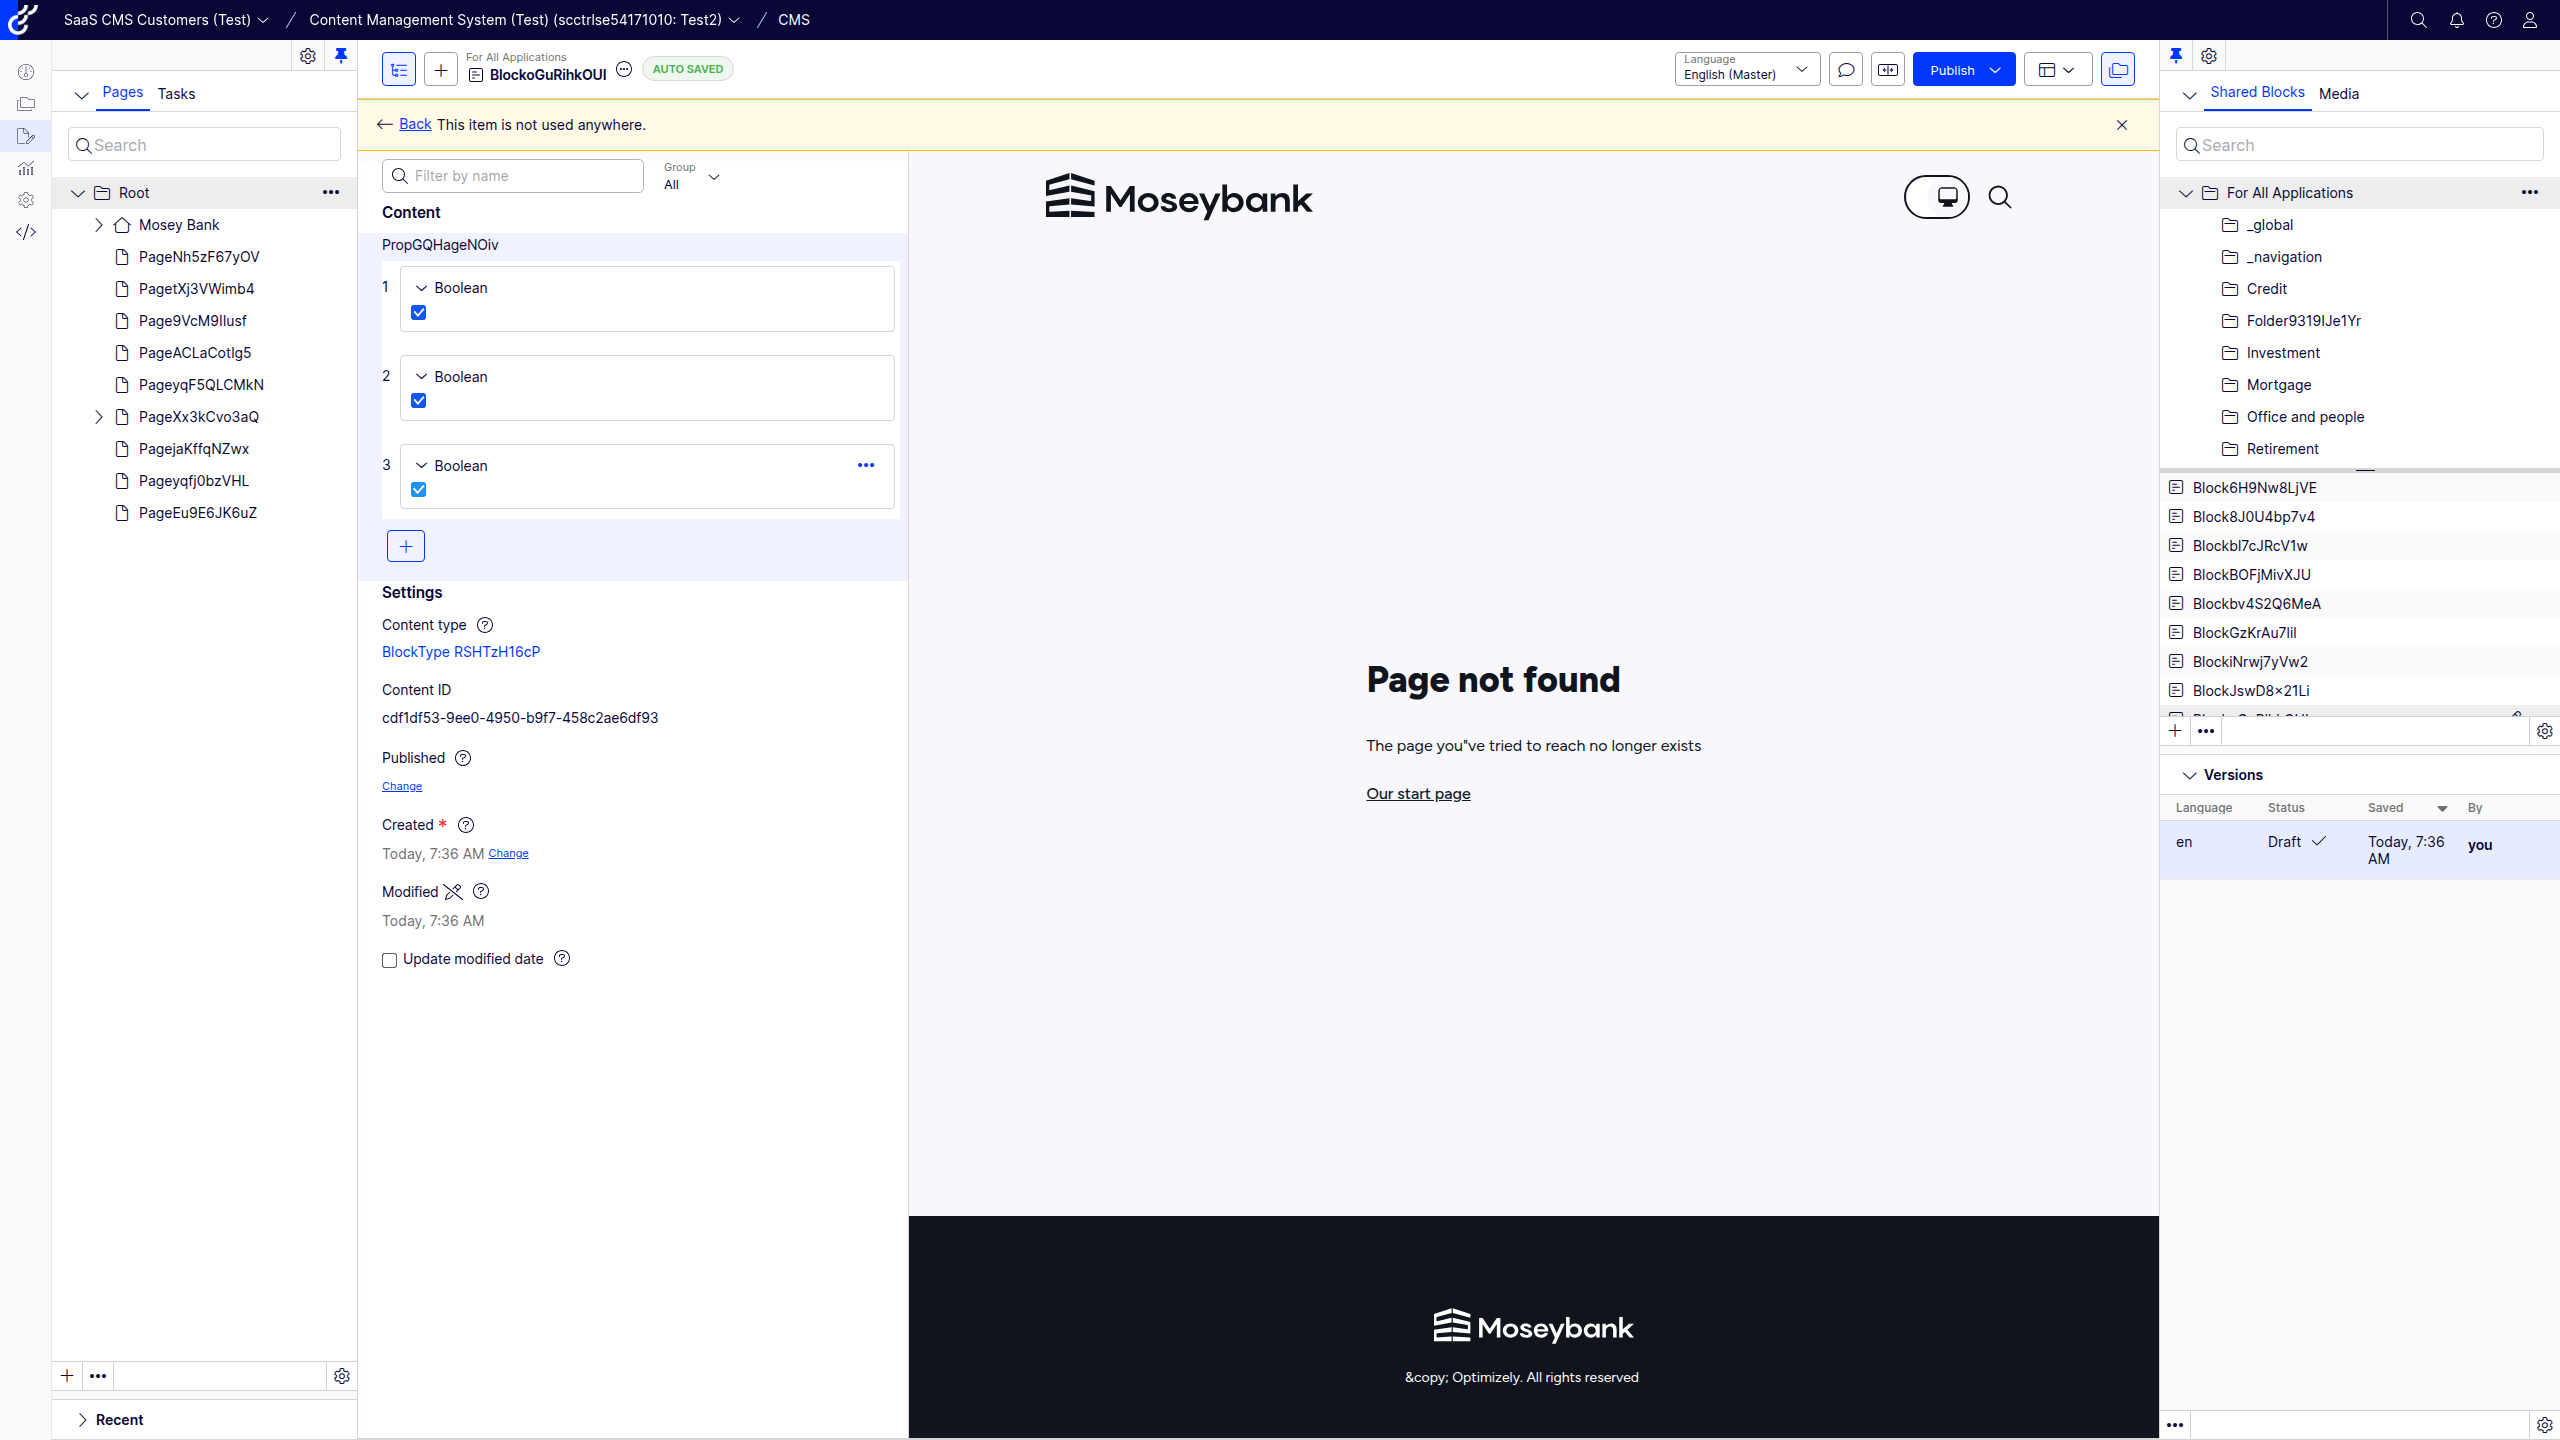 SaaS CMS Customers (Test)
Content Management System (Test) (scctrlse54171010: Test2)
CMS
Pages
Tasks
Search
Root
Mosey Bank
PageNh5zF67yOV
PagetXj3VWimb4
Page9VcM9IIusf
PageACLaCotIg5
PageyqF5QLCMkN
PageXx3kCvo3aQ
PagejaKffqNZwx
Pageyqfj0bzVHL
PageEu9E6JK6uZ
Recent
For All Applications
BlockoGuRihkOUI
AUTO SAVED
Language
English (Master)
Publish
Back This item is not used anywhere.
Filter by name
Group
All
Content
PropGQHageNOiv
1 Boolean
2 Boolean
3 Boolean
Settings
Content type
BlockType RSHTzH16cP
Content ID
cdf1df53-9ee0-4950-b9f7-458c2ae6df93
Published
Change
Created *
Today, 7:36 AM Change
Modified
Today, 7:36 AM
Update modified date
Moseybank
Page not found
The page you"ve tried to reach no longer exists
Our start page
Moseybank
&copy; Optimizely. All rights reserved
Shared Blocks
Media
Search
For All Applications
_global
_navigation
Credit
Folder9319IJe1Yr
Investment
Mortgage
Office and people
Retirement
Block6H9Nw8LjVE
Block8J0U4bp7v4
Blockbl7cJRcV1w
BlockBOFjMivXJU
Blockbv4S2Q6MeA
BlockGzKrAu7lil
BlockiNrwj7yVw2
BlockJswD8x21Li
Versions
Language Status Saved By
en Draft Today, 7:36 AM you